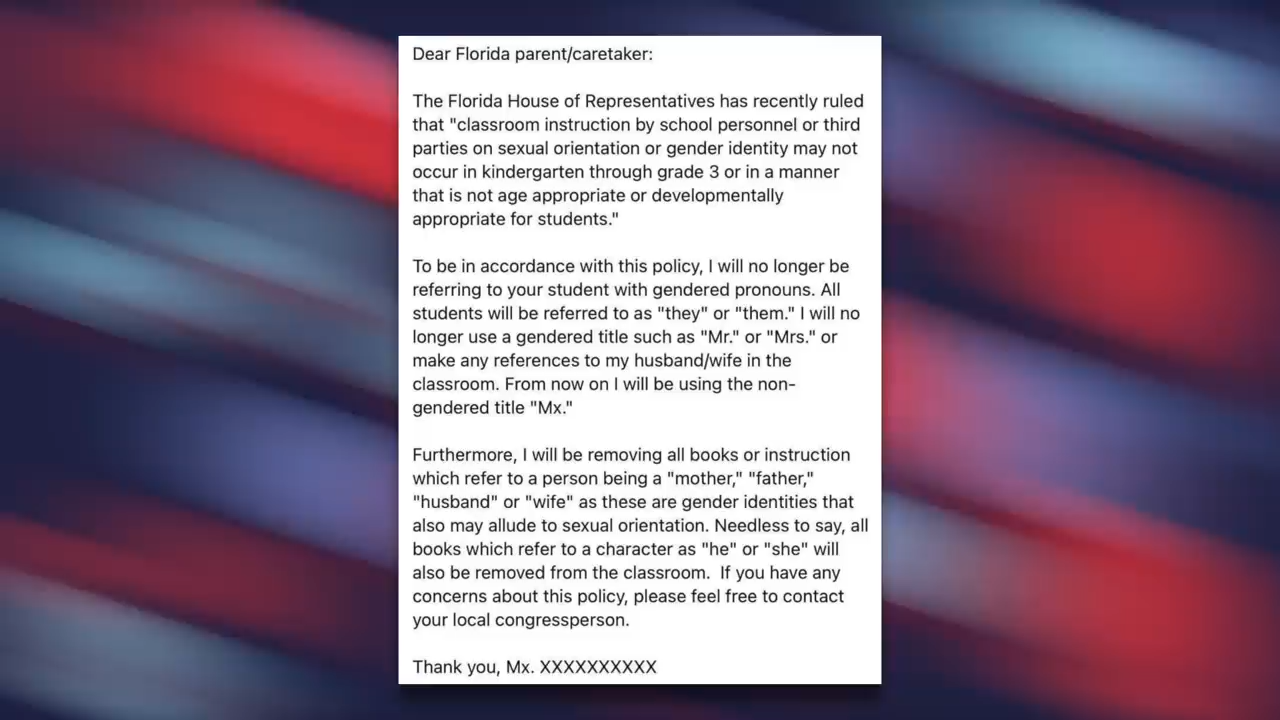 Dear Florida parent/caretaker:
The Florida House of Representatives has recently ruled
that "classroom instruction by school personnel or third
parties on sexual orientation or gender identity may not
occur in kindergarten through grade 3 or in a manner
that is not age appropriate or developmentally
appropriate for students."
To be in accordance with this policy, I will no longer be
referring to your student with gendered pronouns. All
students will be referred to as "they" or "them." I will no
longer use a gendered title such as "Mr." or "Mrs." or
make any references to my husband/wife in the
classroom. From now on I will be using the non-
gendered title "Mx."
Furthermore, I will be removing all books or instruction
which refer to a person being a "mother," "father,"
"husband" or "wife" as these are gender identities that
also may allude to sexual orientation. Needless to say, all
books which refer to a character as "he" or "she" will
also be removed from the classroom.  If you have any
concerns about this policy, please feel free to contact
your local congressperson.
Thank you, Mx. XXXXXXXXXX